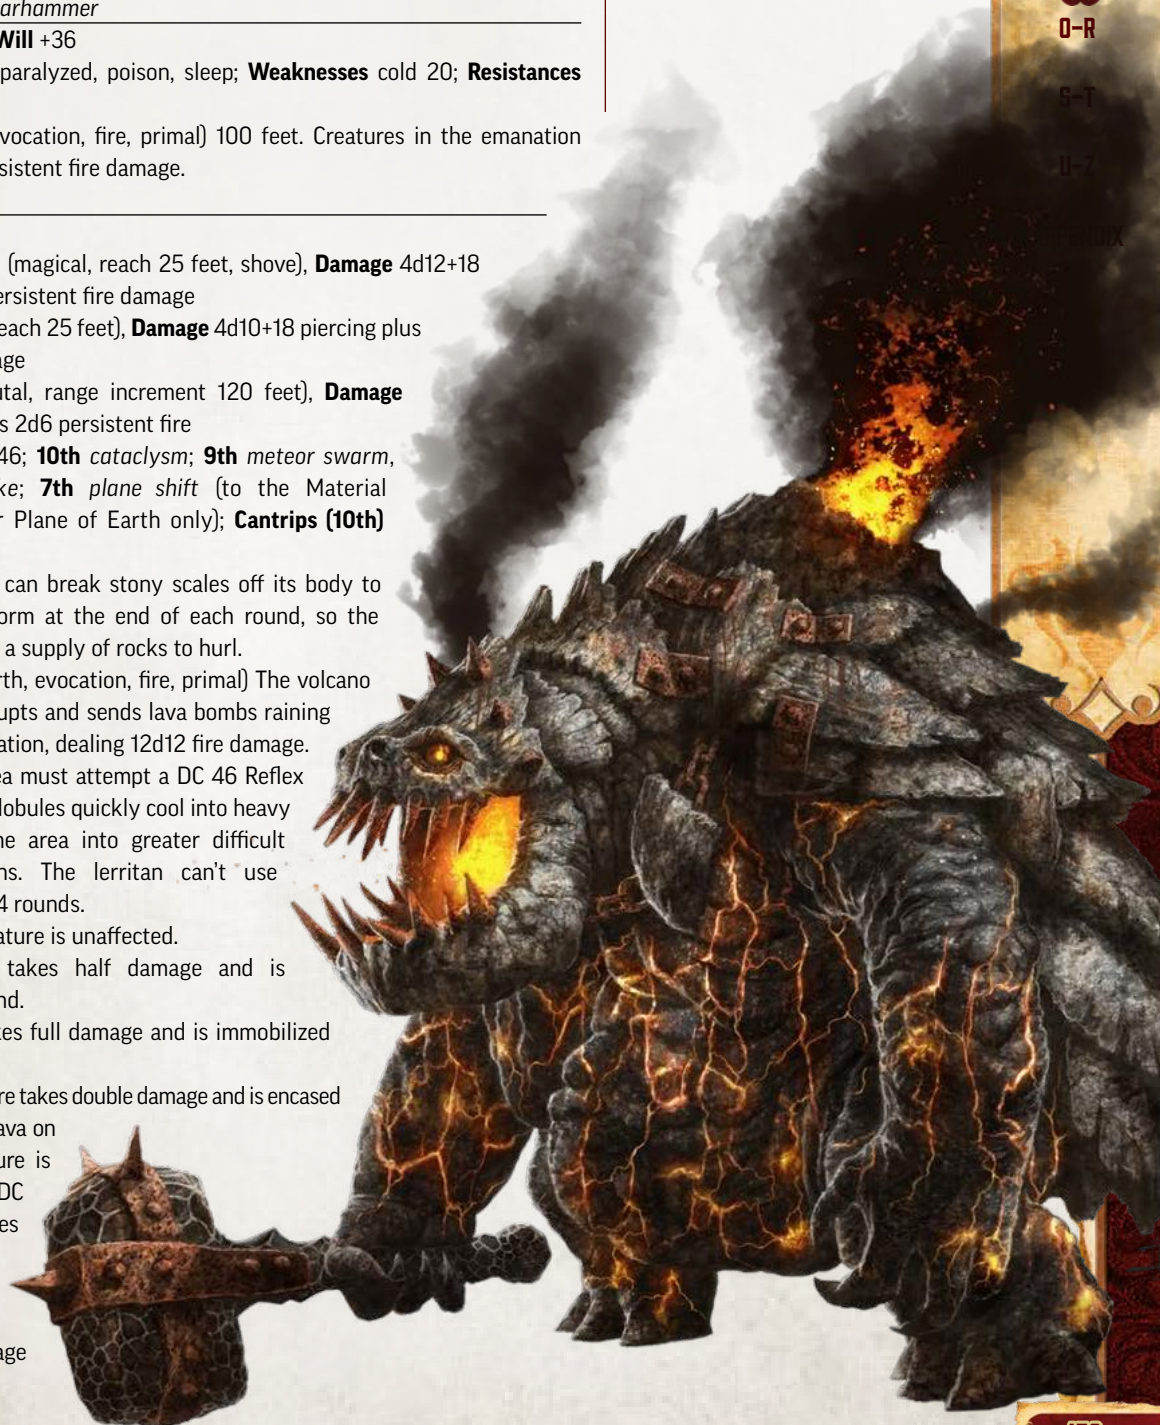 arhammer
Will +36
paralyzed, poison, sleep; Weaknesses cold 20; Resistances
vocation, fire, primal) 100 feet. Creatures in the emanation
sistent fire damage.
(magical, reach 25 feet, shove), Damage 4d12+18
ersistent fire damage
each 25 feet), Damage 4d10+18 piercing plus
age
utal, range increment 120 feet), Damage
s 2d6 persistent fire
46; 10th cataclysm; 9th meteor swarm,
ke; 7th plane shift (to the Material
r Plane of Earth only); Cantrips (10th)
can break stony scales off its body to
orm at the end of each round, so the
a supply of rocks to hurl.
rth, evocation, fire, primal) The volcano
upts and sends lava bombs raining
ation, dealing 12d12 fire damage.
ea must attempt a DC 46 Reflex
lobules quickly cool into heavy
ne area into greater difficult
ns. The lerritan can't use
4 rounds.
ature is unaffected.
takes half damage and is
nd.
kes full damage and is immobilized
re takes double damage and is encased
ava on
ure is
DC
es
age
O–R
S–T
U–Z
APPENDIX